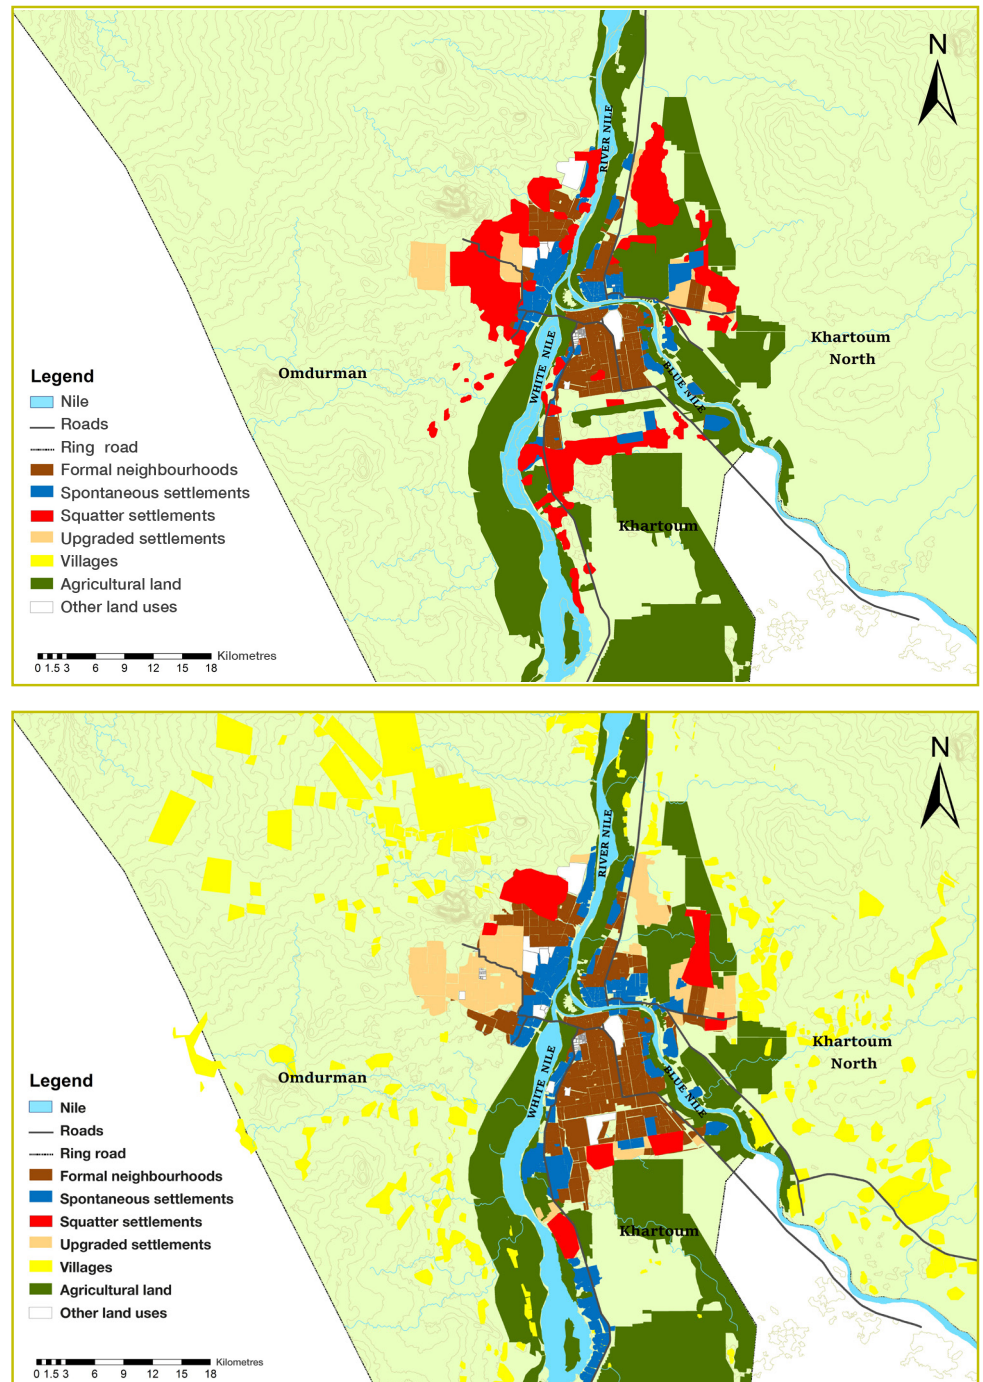 N
RIVER NILE
WHITE NILE
BLUE NILE
Khartoum
North
Omdurman
Khartoum
Legend
Nile
Roads
Ring road
Formal neighbourhoods
Spontaneous settlements
Squatter settlements
Upgraded settlements
Villages
Agricultural land
Other land uses
Kilometres
0 1.5 3 6 9 12 15 18
N
RIVER NILE
WHITE NILE
BLUE NILE
Khartoum
North
Omdurman
Khartoum
Legend
Nile
Roads
Ring road
Formal neighbourhoods
Spontaneous settlements
Squatter settlements
Upgraded settlements
Villages
Agricultural land
Other land uses
Kilometres
0 1.5 3 6 9 12 15 18